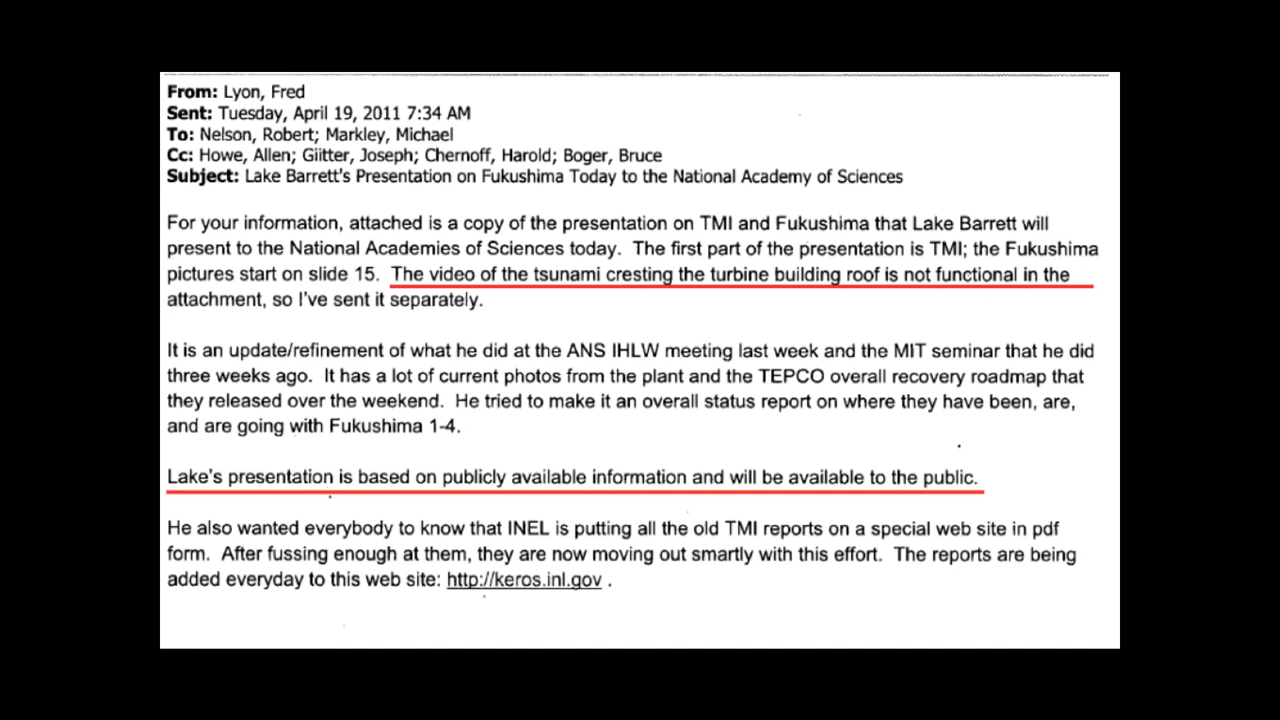 From: Lyon, Fred
Sent: Tuesday, April 19, 2011 7:34 AM
To: Nelson, Robert; Markley, Michael
Cc: Howe, Allen; Giitter, Joseph; Chernoff, Harold; Boger, Bruce
Subject: Lake Barrett's Presentation on Fukushima Today to the National Academy of Sciences
For your information, attached is a copy of the presentation on TMI and Fukushima that Lake Barrett will
present to the National Academies of Sciences today. The first part of the presentation is TMI; the Fukushima
pictures start on slide 15. The video of the tsunami cresting the turbine building roof is not functional in the
attachment, so I've sent it separately.
It is an update/refinement of what he did at the ANS IHLW meeting last week and the MIT seminar that he did
three weeks ago. It has a lot of current photos from the plant and the TEPCO overall recovery roadmap that
they released over the weekend. He tried to make it an overall status report on where they have been, are,
and are going with Fukushima 1-4.
Lake's presentation is based on publicly available information and will be available to the public.
He also wanted everybody to know that INEL is putting all the old TMI reports on a special web site in pdf
form. After fussing enough at them, they are now moving out smartly with this effort. The reports are being
added everyday to this web site: http://keros.inl.gov .